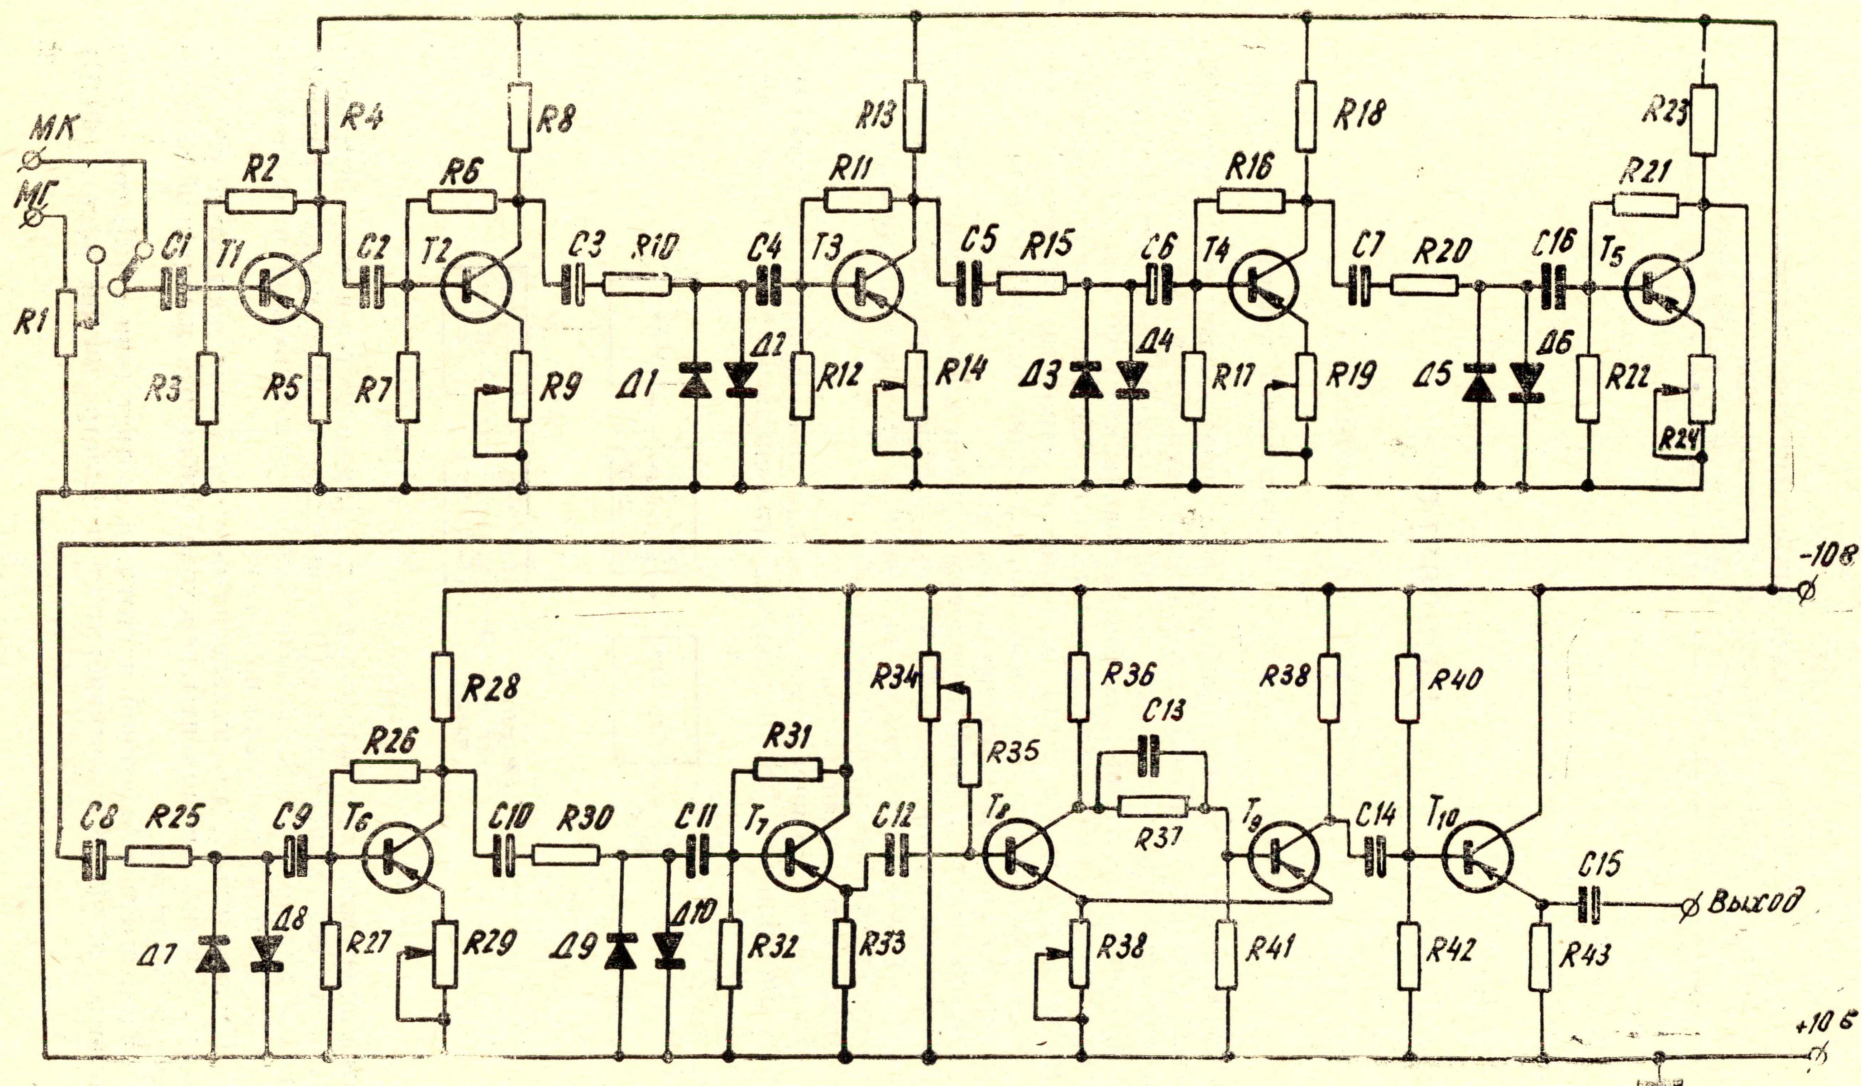 R4 R8 R13 R18 R23
МК
R2 R6 R11 R16 R21
МГ
C1 T1 C2 T2 C3 R10 C4 T3 C5 R15 C6 T4 C7 R20 C16 T5
R1
R3 R5 R7 R9 Д1 Д2 R12 R14 Д3 Д4 R17 R19 Д5 Д6 R22
R24
-10в
R28 R34 R36 R38 R40
C13
R26 R31 R35
C8 R25 C9 T6 C10 R30 C11 T7 C12 T8 R37 T9 C14 T10 C15
Выход
Д7 Д8 R27 R29 Д9 Д10 R32 R33 R38 R41 R42 R43
+10 в